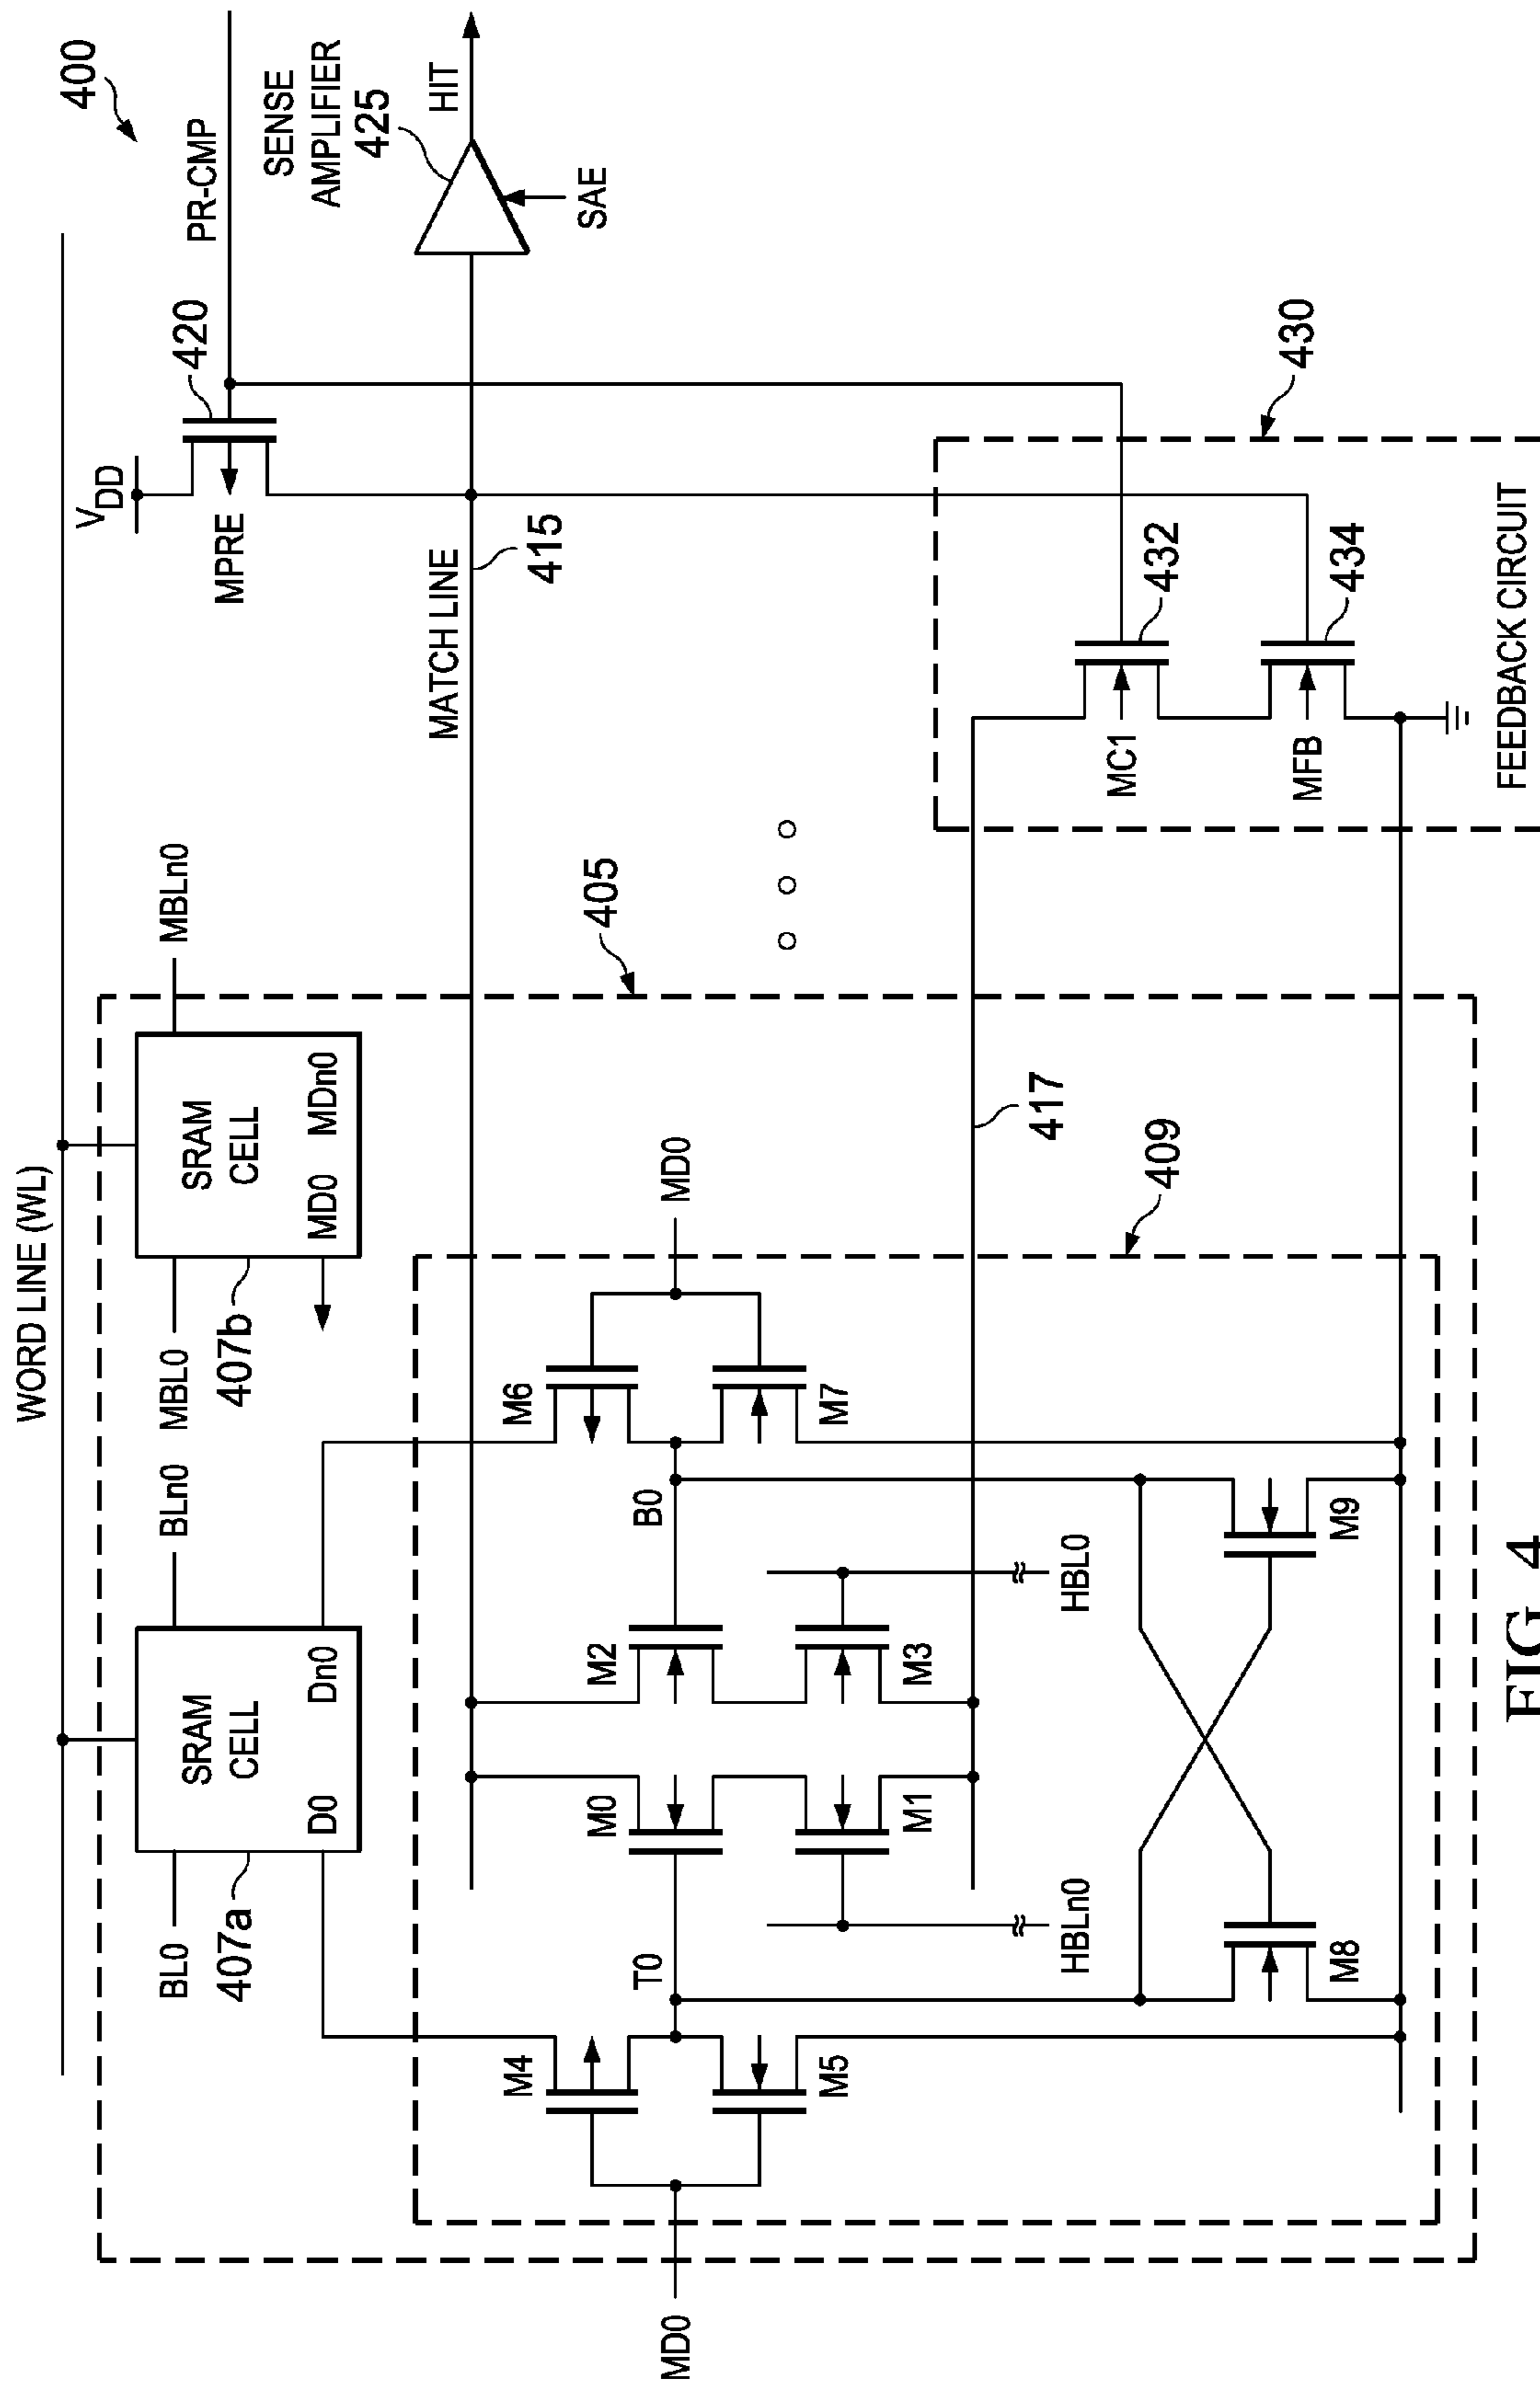 400
WORD LINE (WL)
PR-CMP
SENSE
AMPLIFIER
425
HIT
SAE
VDD
420
MPRE
MATCH LINE
415
BL0
407a
SRAM
CELL
D0
Dn0
BLn0
MBL0
407b
SRAM
CELL
MD0
MDn0
MBLn0
405
MD0
M4
M5
T0
M0
M1
HBLn0
M2
M3
HBL0
B0
M6
M7
MD0
417
409
M8
M9
430
MC1
432
MFB
434
FEEDBACK CIRCUIT
FIG. 4